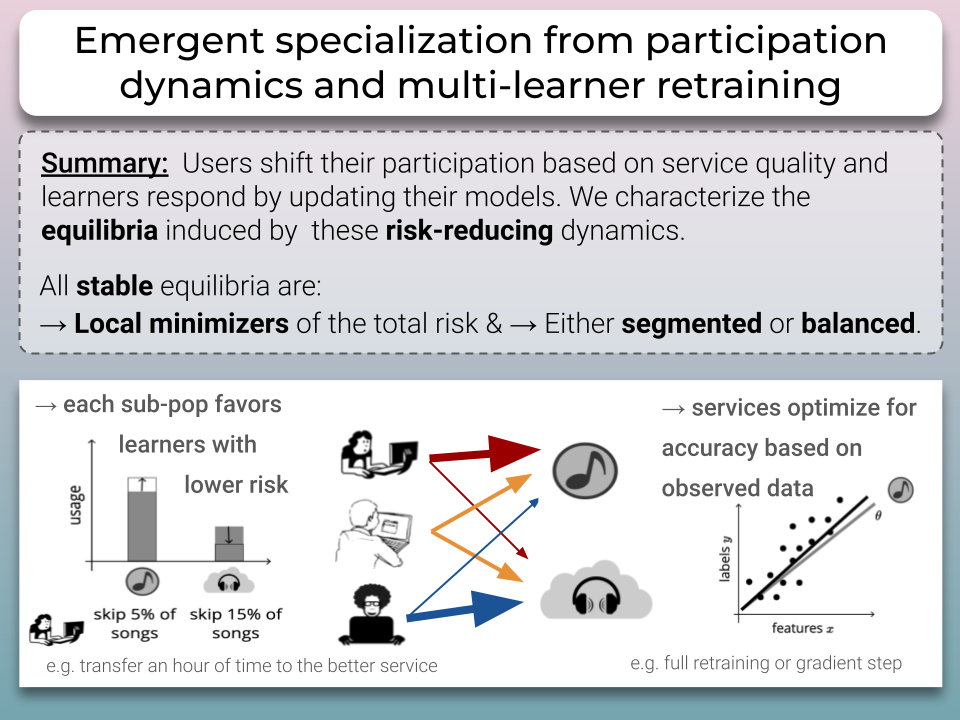 Emergent specialization from participation
dynamics and multi-learner retraining
Summary: Users shift their participation based on service quality and
learners respond by updating their models. We characterize the
equilibria induced by these risk-reducing dynamics.
All stable equilibria are:
→ Local minimizers of the total risk & → Either segmented or balanced.
→ each sub-pop favors
learners with
lower risk
usage
skip 5% of
songs
skip 15% of
songs
e.g. transfer an hour of time to the better service
→ services optimize for
accuracy based on
observed data
θ
labels y
features x
e.g. full retraining or gradient step